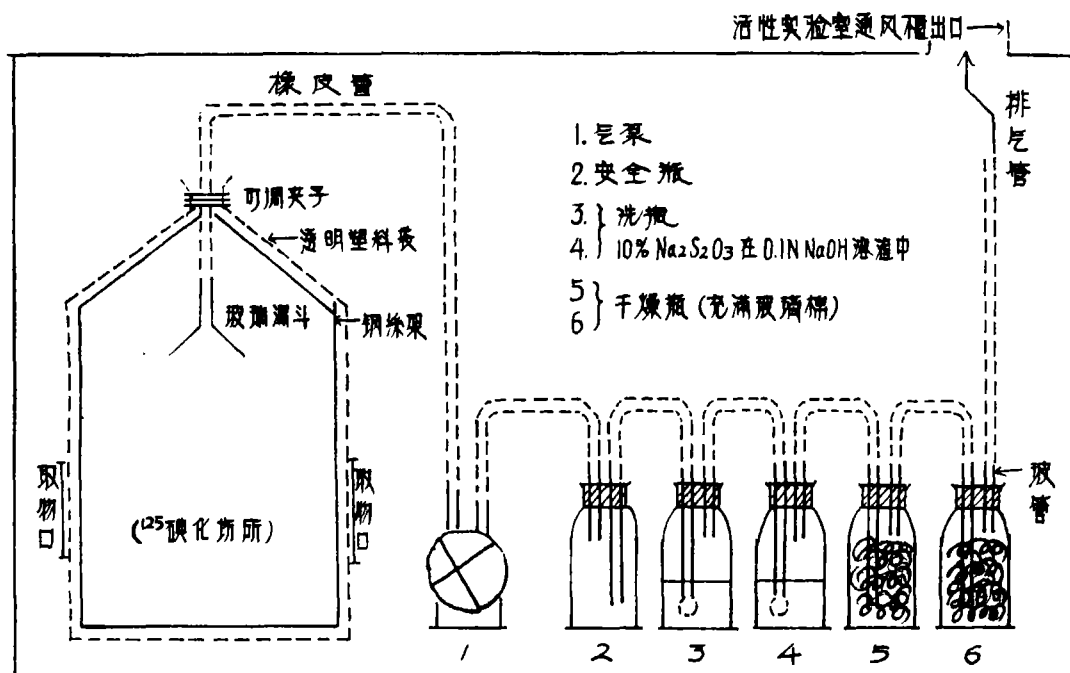 活性实验室通风柜出口
橡皮管
排气管
1. 气泵
2. 安全瓶
3.
4.
洗瓶
10% Na₂S₂O₃ 在 0.1N NaOH 溶液中
5
6
干燥瓶 (充满玻璃棉)
可调夹子
透明塑料袋
玻璃漏斗
钢丝架
取物口
取物口
(¹²⁵碘化场所)
玻管
1
2
3
4
5
6